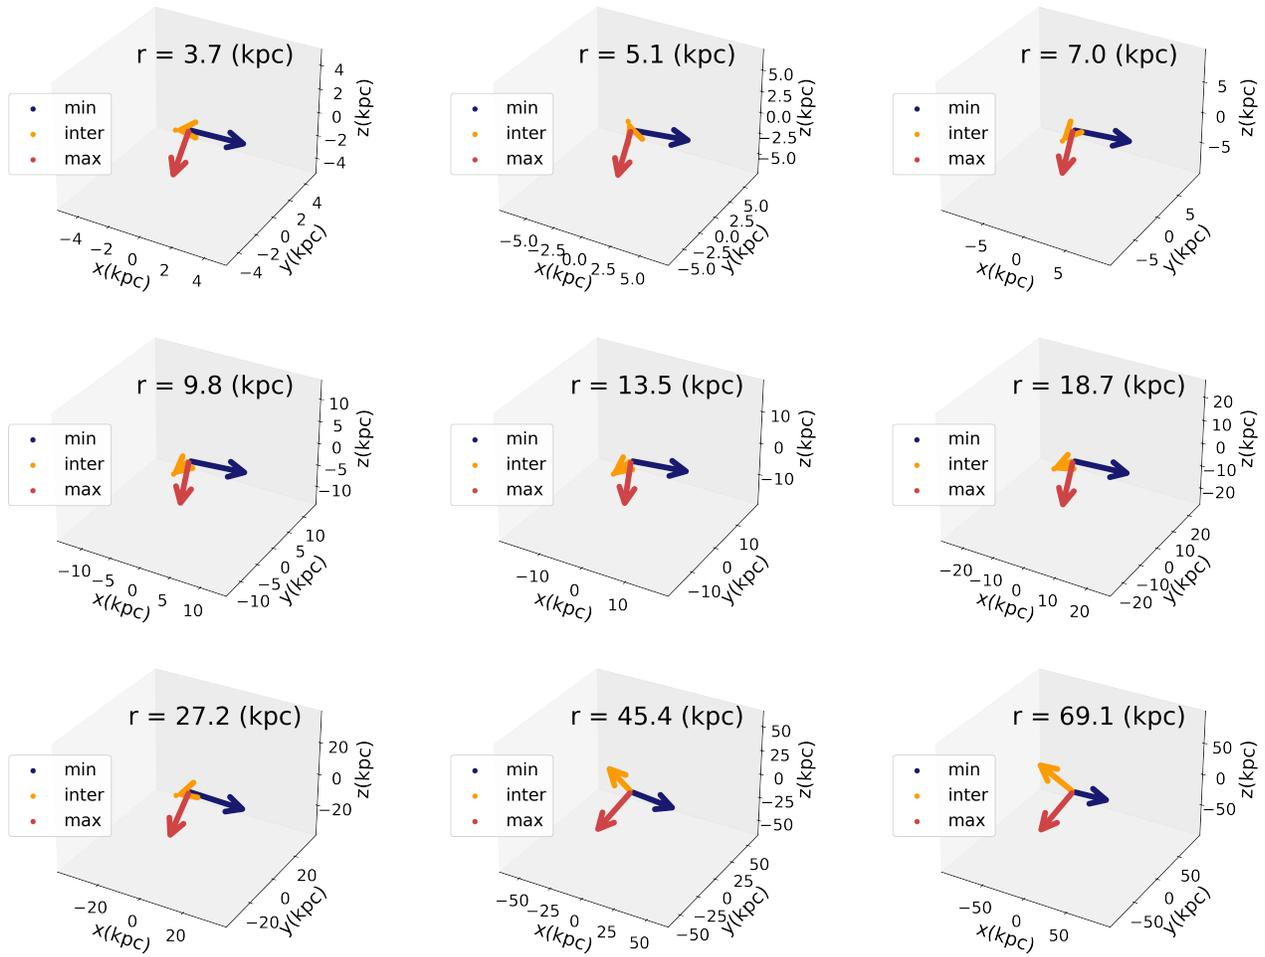 r = 3.7 (kpc)
min
inter
max
4
2
0
−2
−4
z(kpc)
−4
−2
0
2
4
x(kpc)
−4
−2
0
2
4
y(kpc)
r = 5.1 (kpc)
min
inter
max
5.0
2.5
0.0
−2.5
−5.0
z(kpc)
−5.0
−2.5
0.0
2.5
5.0
x(kpc)
−5.0
−2.5
0.0
2.5
5.0
y(kpc)
r = 7.0 (kpc)
min
inter
max
5
0
−5
z(kpc)
−5
0
5
x(kpc)
−5
0
5
y(kpc)
r = 9.8 (kpc)
min
inter
max
10
5
0
−5
−10
z(kpc)
−10
−5
0
5
10
x(kpc)
−10
−5
0
5
10
y(kpc)
r = 13.5 (kpc)
min
inter
max
10
0
−10
z(kpc)
−10
0
10
x(kpc)
−10
0
10
y(kpc)
r = 18.7 (kpc)
min
inter
max
20
10
0
−10
−20
z(kpc)
−20
−10
0
10
20
x(kpc)
−20
−10
0
10
20
y(kpc)
r = 27.2 (kpc)
min
inter
max
20
0
−20
z(kpc)
−20
0
20
x(kpc)
−20
0
20
y(kpc)
r = 45.4 (kpc)
min
inter
max
50
25
0
−25
−50
z(kpc)
−50
−25
0
25
50
x(kpc)
−50
−25
0
25
50
y(kpc)
r = 69.1 (kpc)
min
inter
max
50
0
−50
z(kpc)
−50
0
50
x(kpc)
−50
0
50
y(kpc)